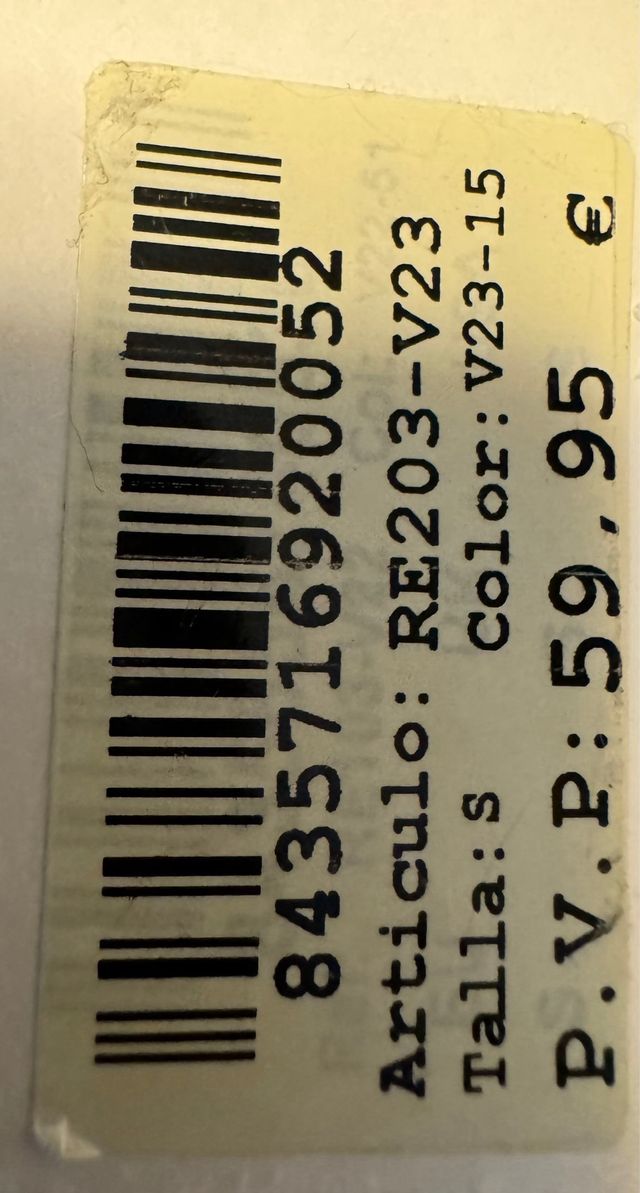 8435716920052
Articulo: RE203-V23
Talla:S Color:V23-15
P.V.P:59,95 €